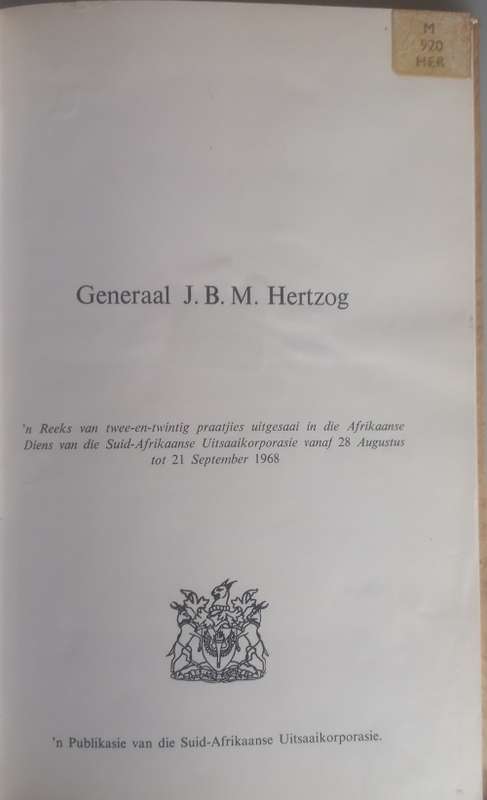 M
920
HER
Generaal J. B. M. Hertzog
'n Reeks van twee-en-twintig praatjies uitgesaai in die Afrikaanse
Diens van die Suid-Afrikaanse Uitsaaikorporasie vanaf 28 Augustus
tot 21 September 1968
'n Publikasie van die Suid-Afrikaanse Uitsaaikorporasie.